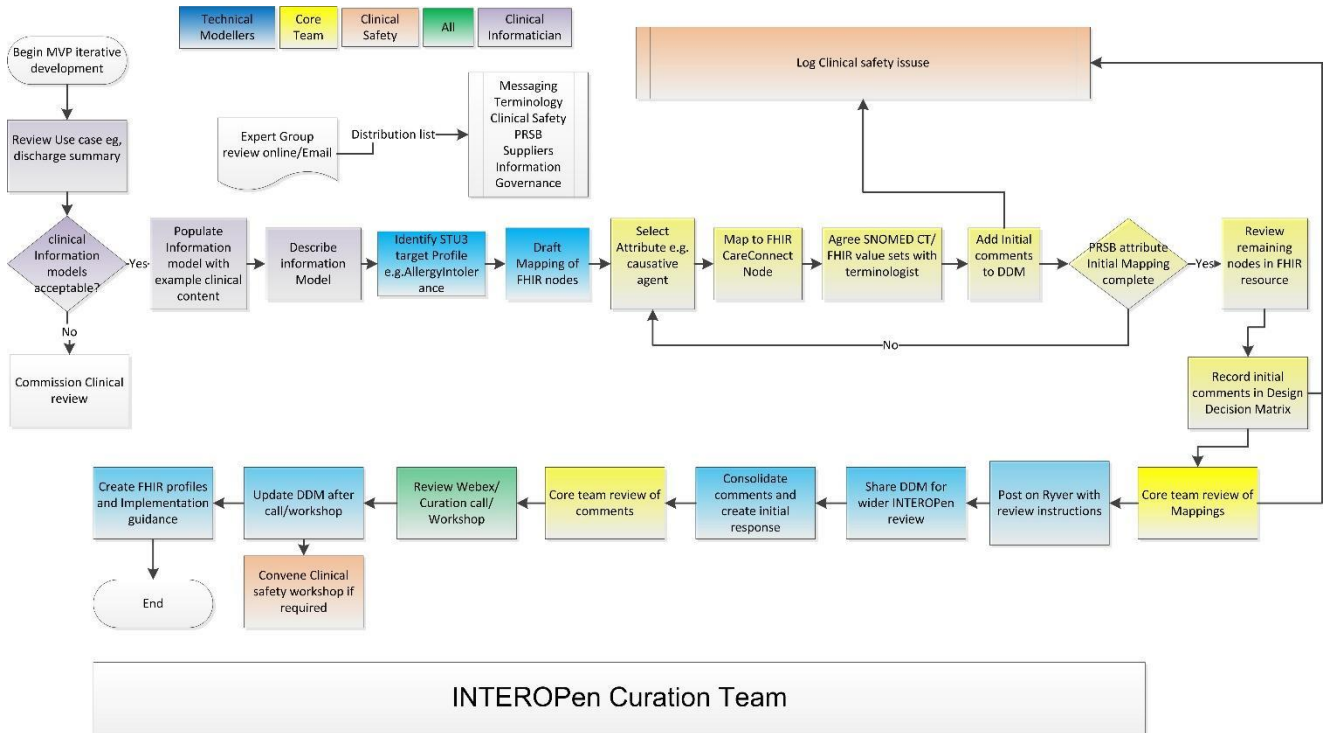 Technical
Modellers
Core
Team
Clinical
Safety
All
Clinical
Informatician
Begin MVP iterative
development
Log Clinical safety issuse
Messaging
Terminology
Clinical Safety
PRSB
Suppliers
Information
Governance
Expert Group
review online/Email
Distribution list
Review Use case eg,
discharge summary
clinical
Information
models
acceptable?
Yes
Populate
Information
model with
example clinical
content
Describe
information
Model
Identify STU3
target Profile
e.g.AllergyIntoler
ance
Draft
Mapping of
FHIR nodes
Select
Attribute e.g.
causative
agent
Map to FHIR
CareConnect
Node
Agree SNOMED CT/
FHIR value sets with
terminologist
Add Initial
comments
to DDM
PRSB attribute
Initial Mapping
complete
Yes
Review
remaining
nodes in FHIR
resource
No
No
Commission Clinical
review
Record initial
comments in Design
Decision Matrix
Create FHIR profiles
and Implementation
guidance
Update DDM after
call/workshop
Review Webex/
Curation call/
Workshop
Core team review of
comments
Consolidate
comments and
create initial
response
Share DDM for
wider INTEROPen
review
Post on Ryver with
review instructions
Core team review of
Mappings
End
Convene Clinical
safety workshop if
required
INTEROPen Curation Team